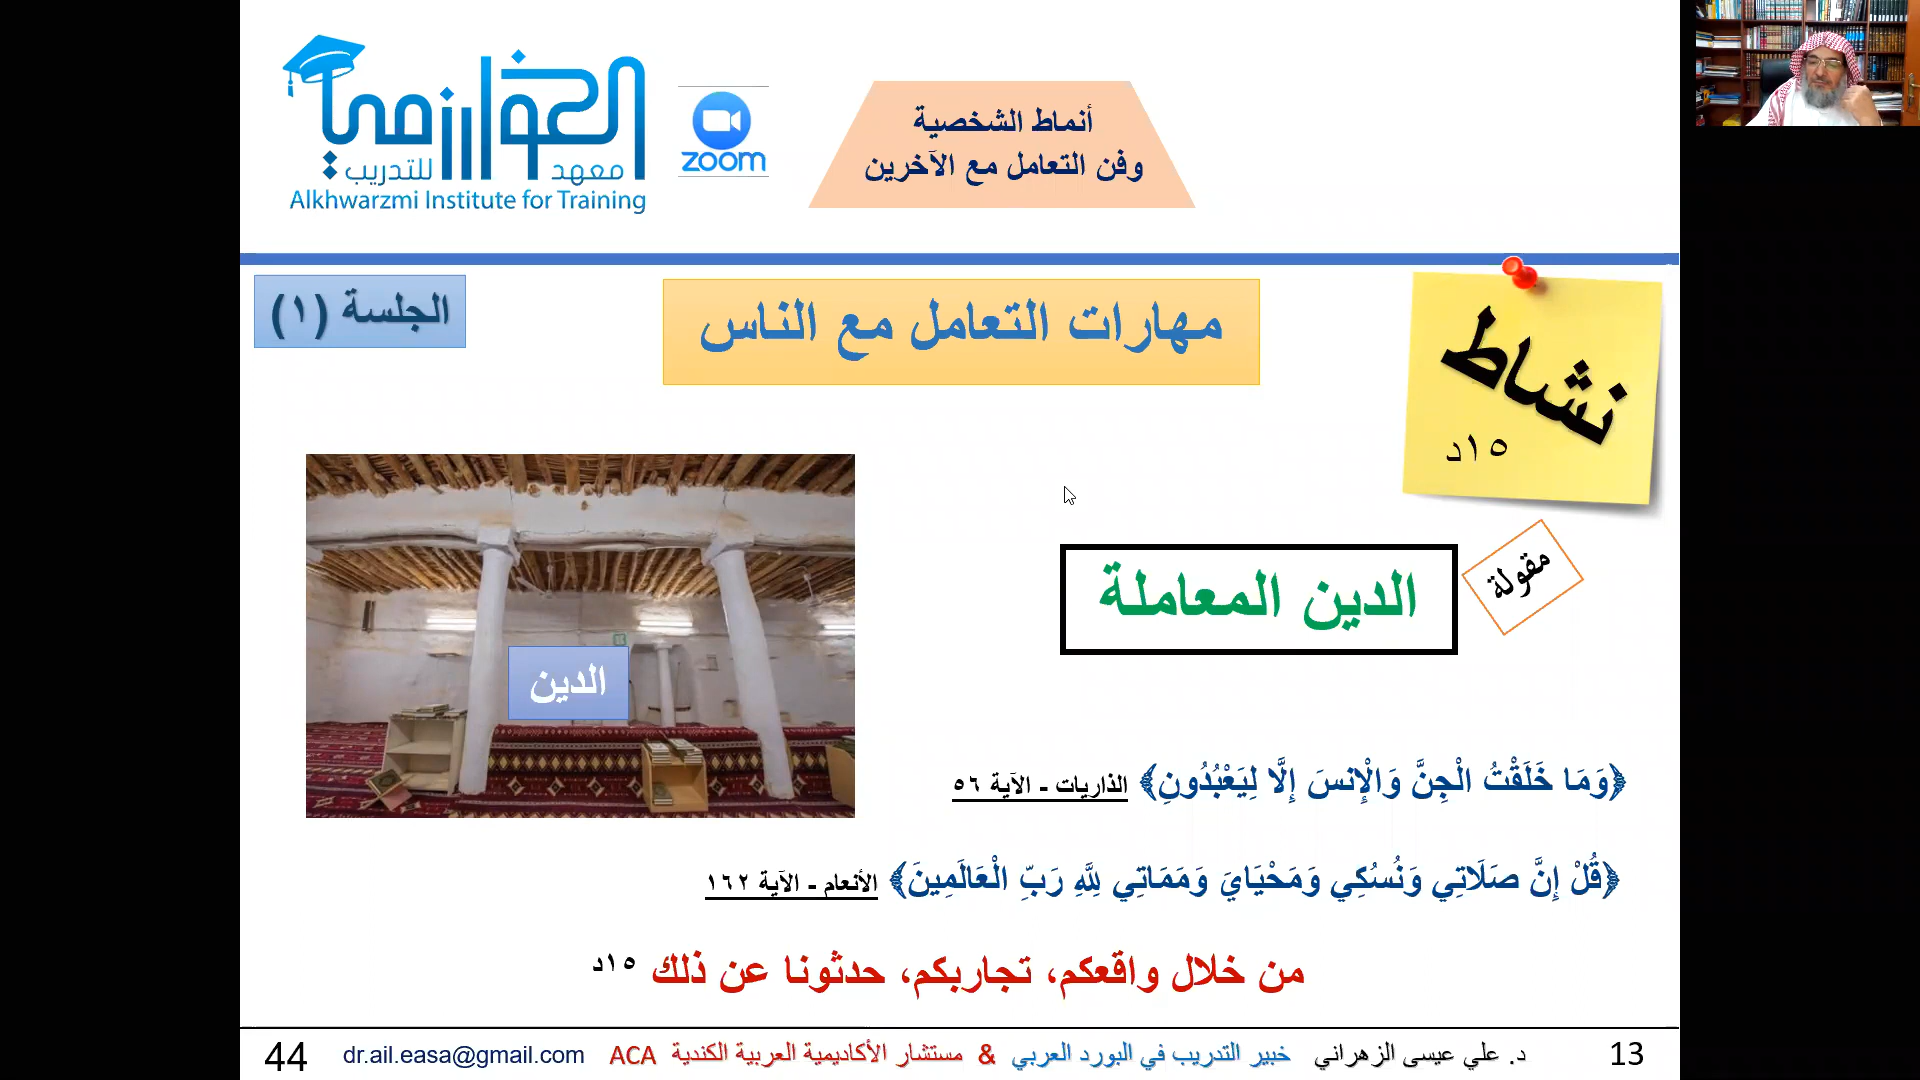 الخوارزمي
معهد للتدريب
Alkhwarzmi Institute for Training
zoom
أنماط الشخصية
وفن التعامل مع الآخرين
الجلسة (١)
مهارات التعامل مع الناس
نشاط
١٥د
مقولة
الدين المعاملة
الدين
﴿وَمَا خَلَقْتُ الْجِنَّ وَالْإِنسَ إِلَّا لِيَعْبُدُونِ﴾ الذاريات - الآية ٥٦
﴿قُلْ إِنَّ صَلَاتِي وَنُسُكِي وَمَحْيَايَ وَمَمَاتِي لِلَّهِ رَبِّ الْعَالَمِينَ﴾ الأنعام - الآية ١٦٢
من خلال واقعكم، تجاربكم، حدثونا عن ذلك ١٥د
13 د. علي عيسى الزهراني خبير التدريب في البورد العربي & مستشار الأكاديمية العربية الكندية ACA dr.ail.easa@gmail.com 44